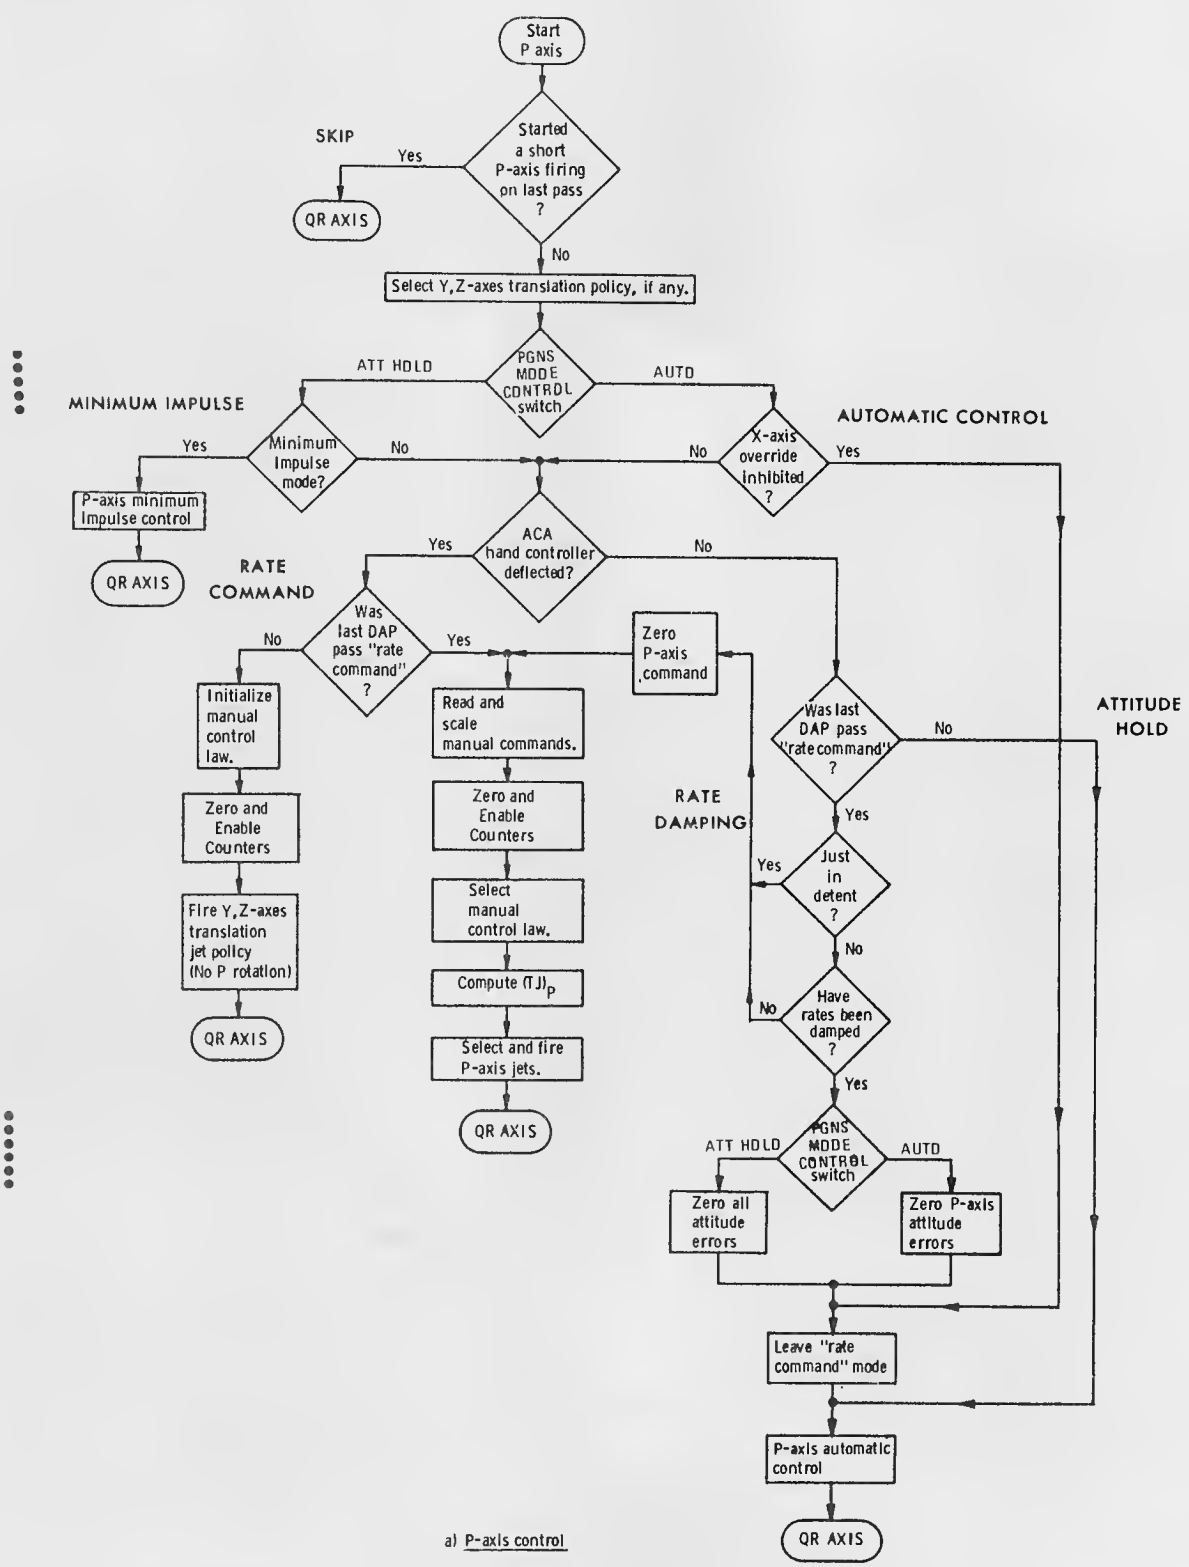 Start
P axis
Started
a short
P-axis firing
on last pass
?
SKIP
Yes
QR AXIS
No
Select Y,Z-axes translation policy, if any.
PGNS
MODE
CONTROL
switch
ATT HOLD
AUTO
MINIMUM IMPULSE
AUTOMATIC CONTROL
Yes
Minimum
Impulse
mode?
No
No
X-axis
override
inhibited
?
Yes
P-axis minimum
Impulse control
QR AXIS
ACA
hand controller
deflected?
Yes
No
RATE
COMMAND
Was
last DAP
pass "rate
command"
?
No
Yes
Zero
P-axis
command
Initialize
manual
control
law.
Read and
scale
manual commands.
Was last
DAP pass
"rate command"
?
No
ATTITUDE
HOLD
Zero and
Enable
Counters
Zero and
Enable
Counters
RATE
DAMPING
Yes
Just
in
detent
?
Yes
Fire Y,Z-axes
translation
jet policy
(No P rotation)
Select
manual
control law.
No
Compute (TJ)P
Have
rates been
damped
?
No
QR AXIS
Select and fire
P-axis jets.
Yes
QR AXIS
PGNS
MODE
CONTROL
switch
ATT HOLD
AUTO
Zero all
attitude
errors
Zero P-axis
attitude
errors
Leave "rate
command" mode
P-axis automatic
control
QR AXIS
a) P-axis control